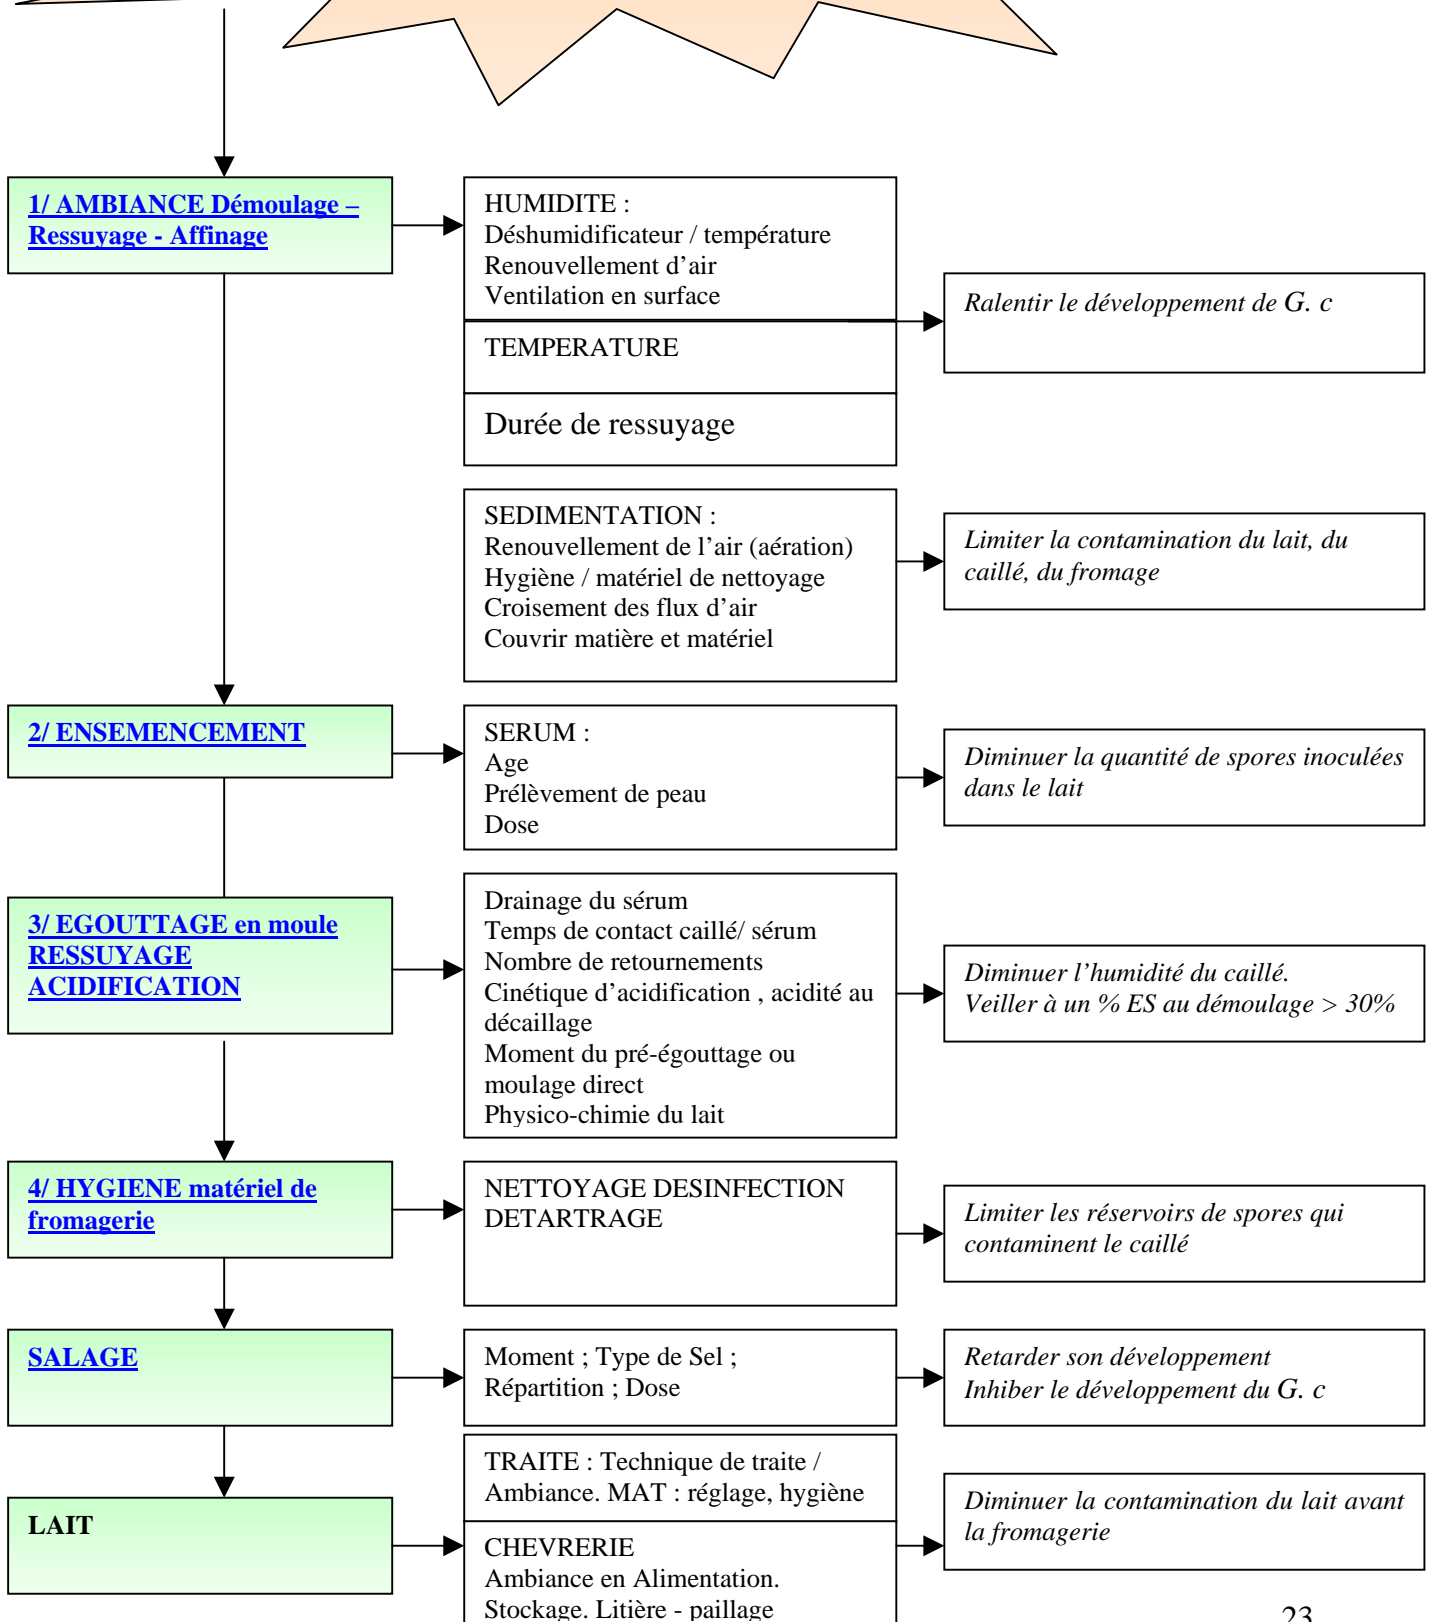 1/ AMBIANCE Démoulage –
Ressuyage - Affinage
HUMIDITE :
Déshumidificateur / température
Renouvellement d’air
Ventilation en surface
TEMPERATURE
Durée de ressuyage
Ralentir le développement de G. c
SEDIMENTATION :
Renouvellement de l’air (aération)
Hygiène / matériel de nettoyage
Croisement des flux d’air
Couvrir matière et matériel
Limiter la contamination du lait, du
caillé, du fromage
2/ ENSEMENCEMENT
SERUM :
Age
Prélèvement de peau
Dose
Diminuer la quantité de spores inoculées
dans le lait
3/ EGOUTTAGE en moule
RESSUYAGE
ACIDIFICATION
Drainage du sérum
Temps de contact caillé/ sérum
Nombre de retournements
Cinétique d’acidification , acidité au
décaillage
Moment du pré-égouttage ou
moulage direct
Physico-chimie du lait
Diminuer l’humidité du caillé.
Veiller à un % ES au démoulage > 30%
4/ HYGIENE matériel de
fromagerie
NETTOYAGE DESINFECTION
DETARTRAGE
Limiter les réservoirs de spores qui
contaminent le caillé
SALAGE
Moment ; Type de Sel ;
Répartition ; Dose
Retarder son développement
Inhiber le développement du G. c
LAIT
TRAITE : Technique de traite /
Ambiance. MAT : réglage, hygiène
CHEVRERIE
Ambiance en Alimentation.
Stockage. Litière - paillage
Diminuer la contamination du lait avant
la fromagerie
23